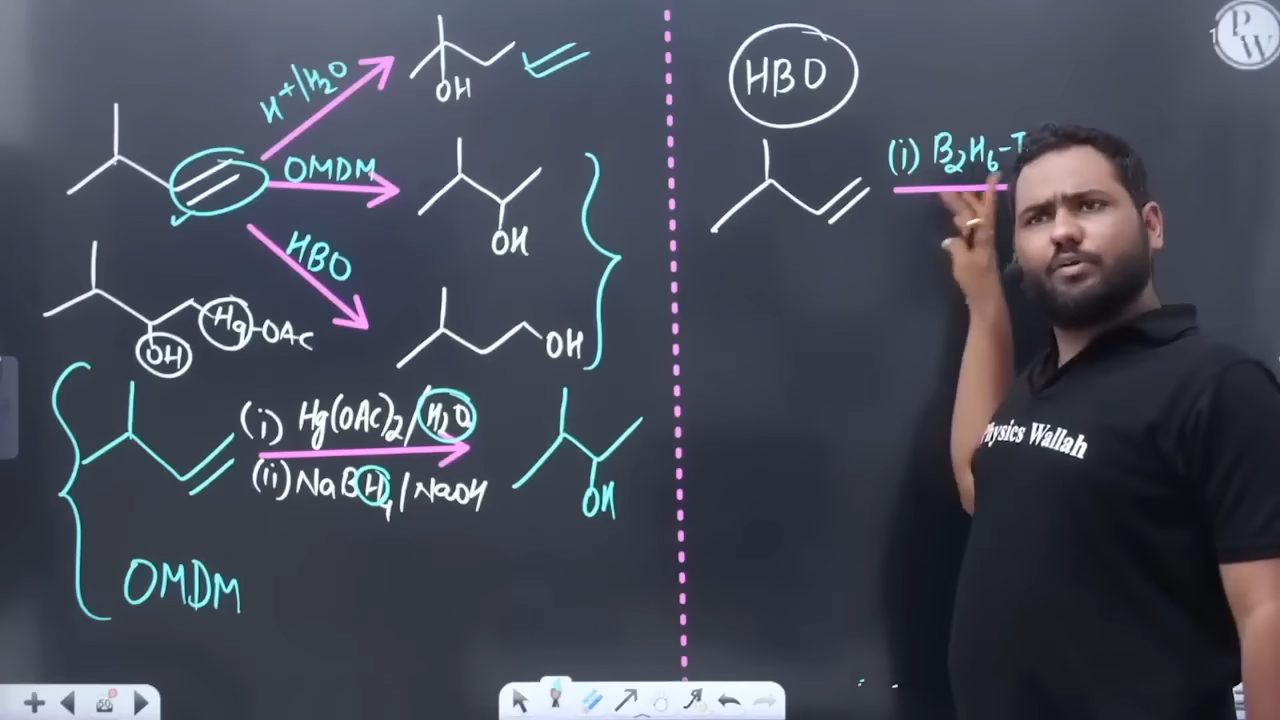 H⁺/H₂O
OH
OMDM
OH
HBO
OH
Hg-OAc
OH
(i) Hg(OAc)₂/H₂O
(ii) NaBH₄/NaOH
OH
OMDM
HBO
(i) B₂H₆-T
Physics Wallah
PW